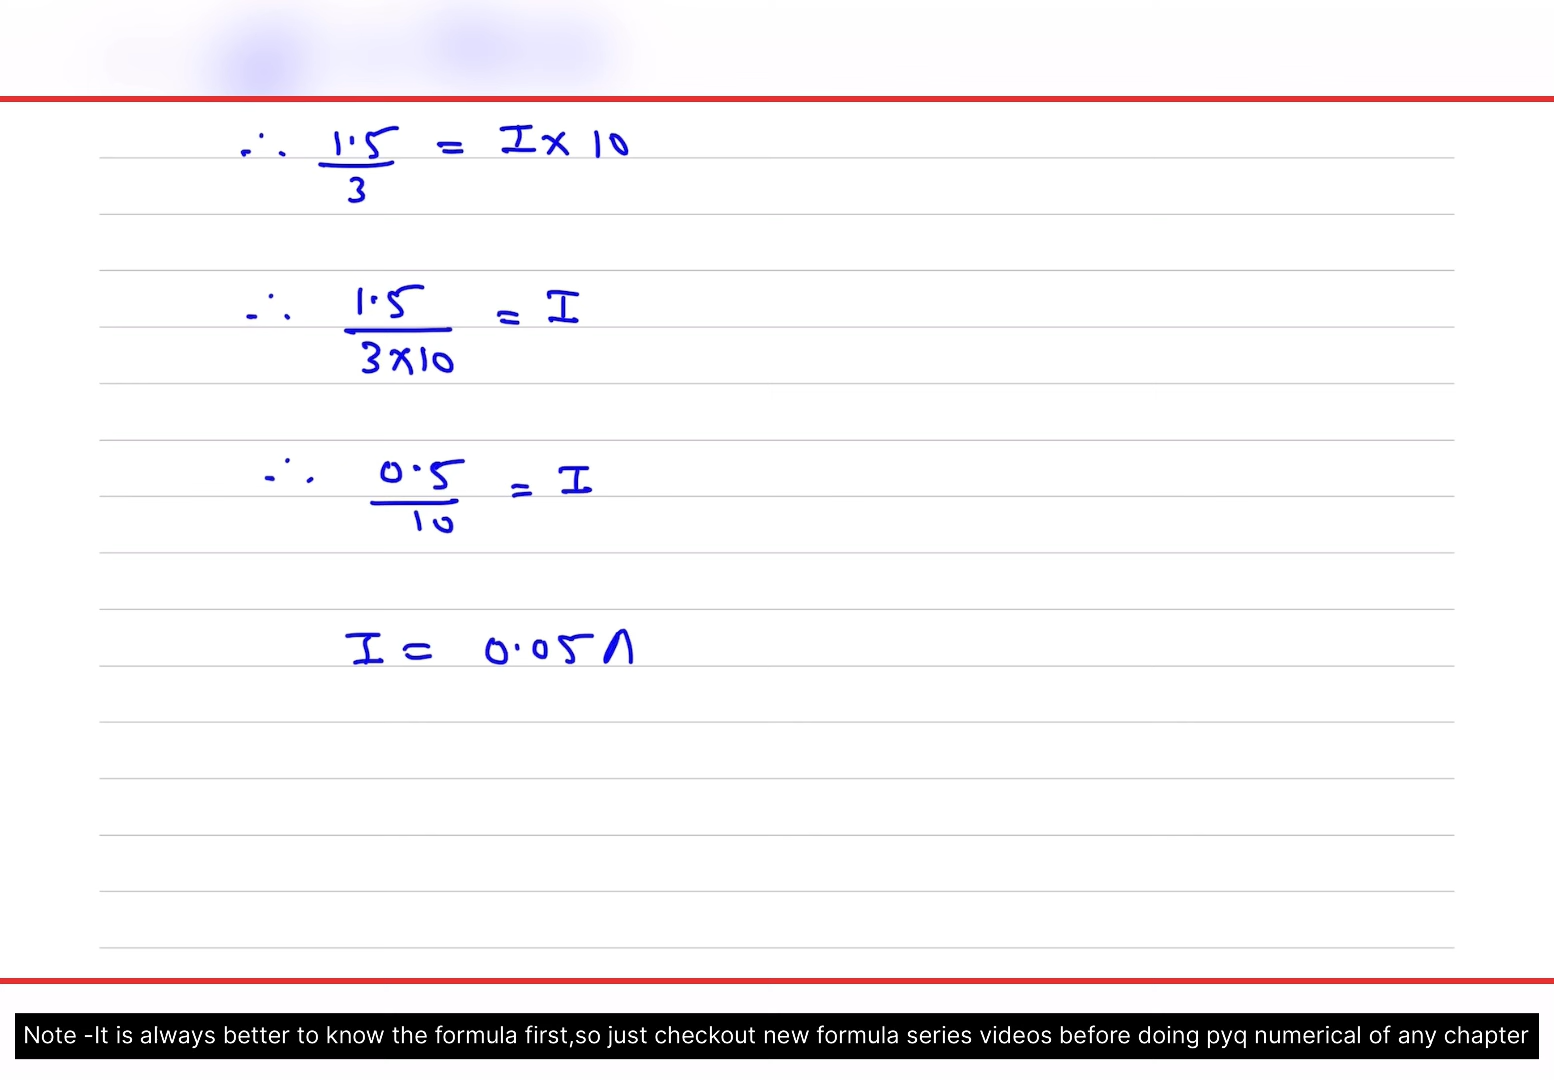 ∴ 1.5/3 = I × 10
∴ 1.5/3×10 = I
∴ 0.5/10 = I
I = 0.05 Λ
Note -It is always better to know the formula first,so just checkout new formula series videos before doing pyq numerical of any chapter